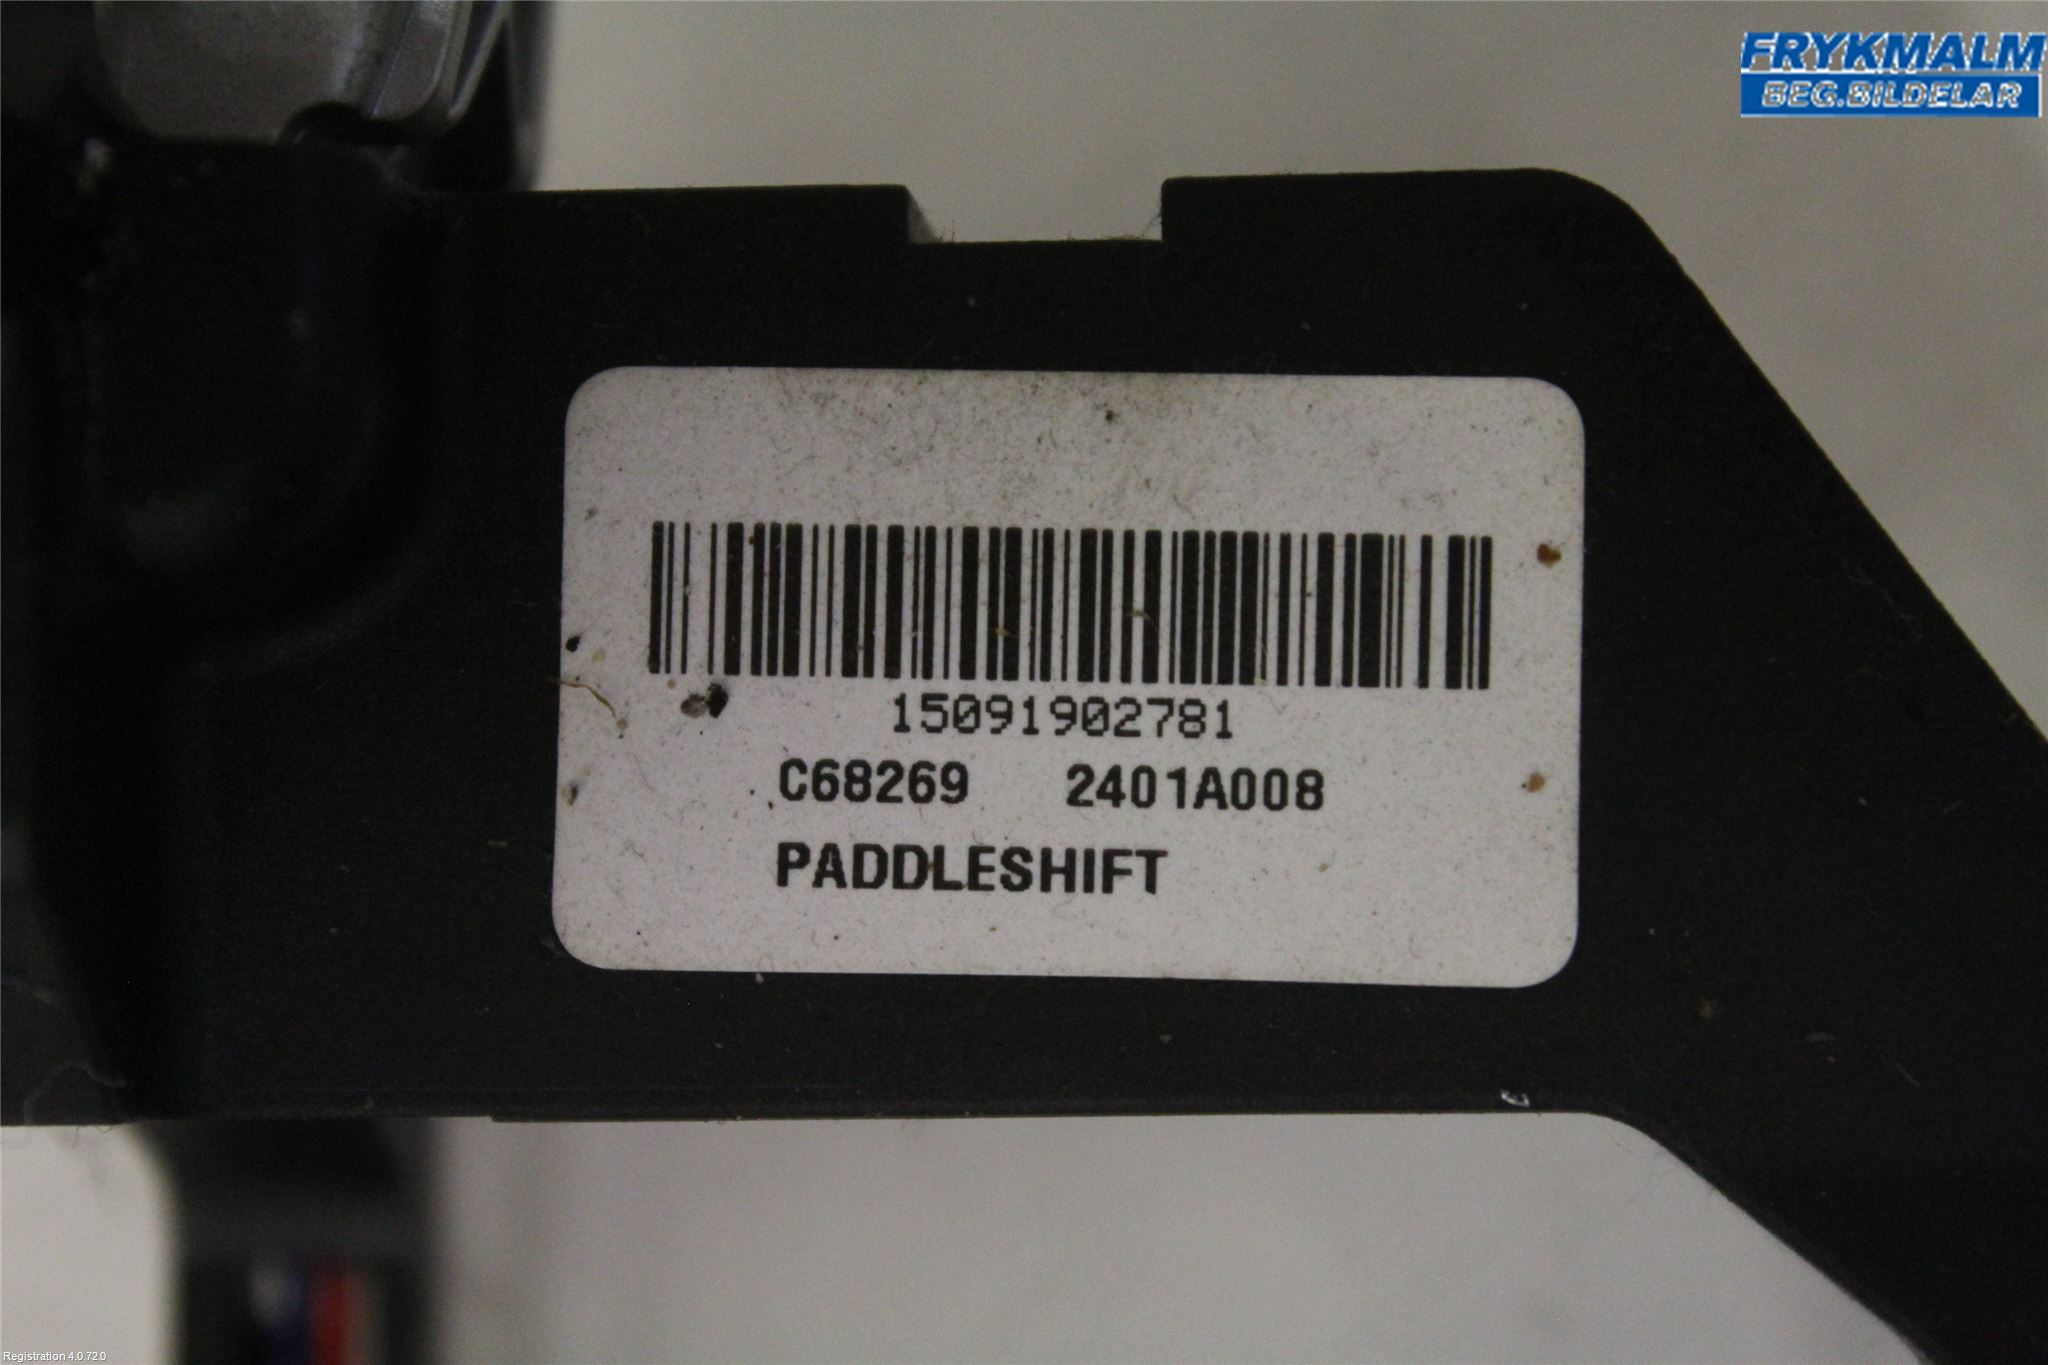 FRYKMALM
BEG.BILDELAR
15091902781
C68269 2401A008
PADDLESHIFT
Registration 4.0.72.0